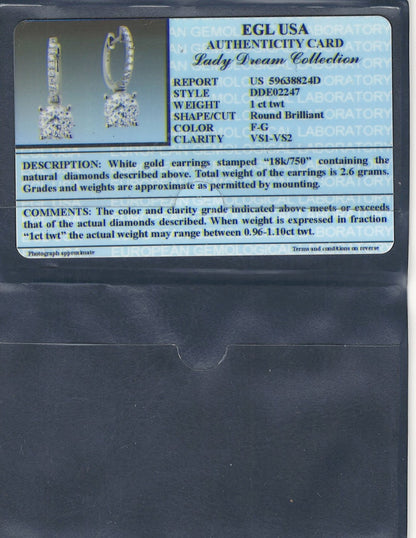 EGL USA
AUTHENTICITY CARD
Lady Dream Collection
REPORT US 59638824D
STYLE DDE02247
WEIGHT 1 ct twt
SHAPE/CUT Round Brilliant
COLOR F-G
CLARITY VS1-VS2
DESCRIPTION: White gold earrings stamped "18k/750" containing the
natural diamonds described above. Total weight of the earrings is 2.6 grams.
Grades and weights are approximate as permitted by mounting.
COMMENTS: The color and clarity grade indicated above meets or exceeds
that of the actual diamonds described. When weight is expressed in fraction
"1ct twt" the actual weight may range between 0.96-1.10ct twt.
Photograph approximate
Terms and conditions on reverse